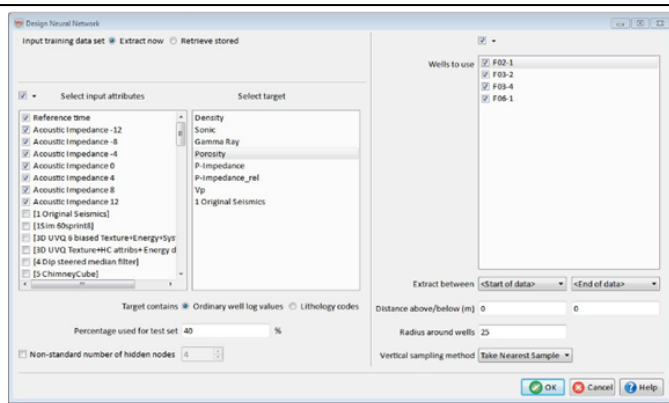 Design Neural Network
Input training data set Extract now Retrieve stored
Select input attributes Select target
Reference time
Acoustic Impedance -12
Acoustic Impedance -8
Acoustic Impedance -4
Acoustic Impedance 0
Acoustic Impedance 4
Acoustic Impedance 8
Acoustic Impedance 12
[1 Original Seismics]
[1Sim 60sprint8]
[3D UVQ 6 biased Texture+Energy+Sys
[3D UVQ Texture+HC attribs+ Energy d
[4 Dip steered median filter]
[5 ChimneyCube]
Density
Sonic
Gamma Ray
Porosity
P-Impedance
P-Impedance_rel
Vp
1 Original Seismics
Target contains Ordinary well log values Lithology codes
Percentage used for test set 40 %
Non-standard number of hidden nodes 4
Wells to use
F02-1
F03-2
F03-4
F06-1
Extract between <Start of data> <End of data>
Distance above/below (m) 0 0
Radius around wells 25
Vertical sampling method Take Nearest Sample
OK Cancel Help